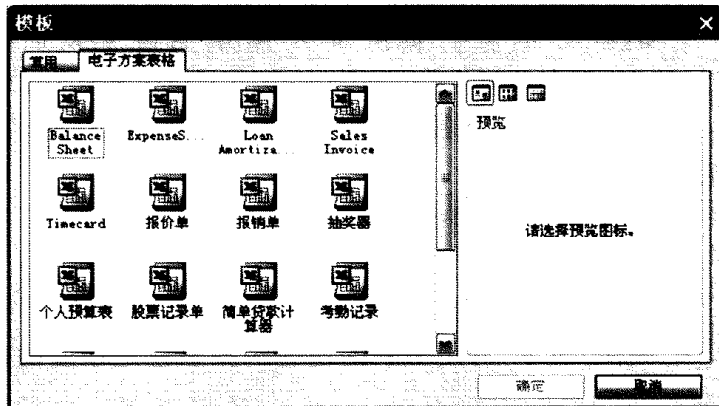 模板
常用
电子方案表格
Balance
Sheet
ExpenseS...
Loan
Amortiza...
Sales
Invoice
预览
Timecard
报价单
报销单
抽奖器
请选择预览图标。
个人预算表
股票记录单
简单贷款计
算器
考勤记录
确定
取消